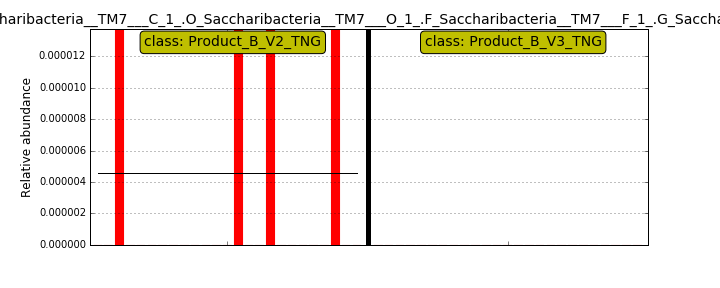 haribacteria__TM7___C_1_.O_Saccharibacteria__TM7___O_1_.F_Saccharibacteria__TM7___F_1_.G_Saccha
class: Product_B_V2_TNG
class: Product_B_V3_TNG
0.000012
0.000010
0.000008
0.000006
0.000004
0.000002
0.000000
Relative abundance